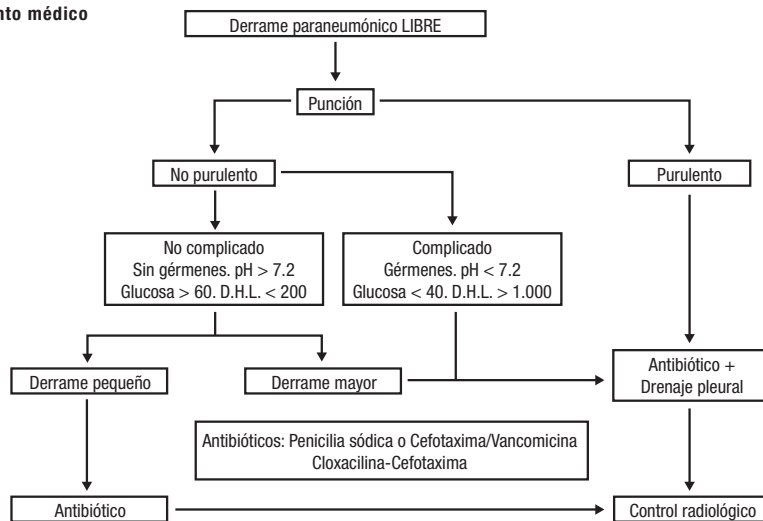 nto médico
Derrame paraneumónico LIBRE
Punción
No purulento
Purulento
No complicado
Sin gérmenes. pH > 7.2
Glucosa > 60. D.H.L. < 200
Complicado
Gérmenes. pH < 7.2
Glucosa < 40. D.H.L. > 1.000
Derrame pequeño
Derrame mayor
Antibiótico +
Drenaje pleural
Antibióticos: Penicilia sódica o Cefotaxima/Vancomicina
Cloxacilina-Cefotaxima
Antibiótico
Control radiológico